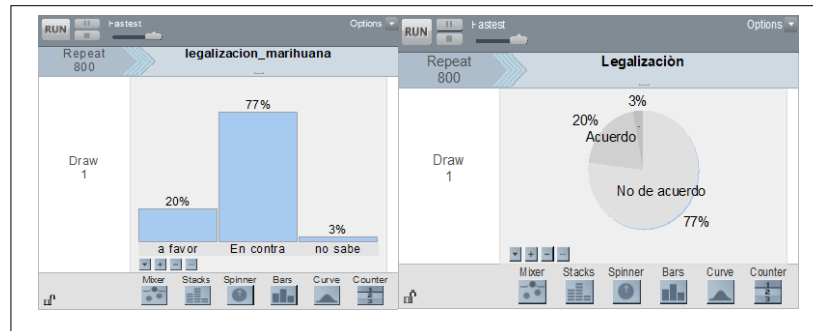 RUN
Fastest
Options
Repeat
800
legalizacion_marihuana
77%
Draw
1
20%
3%
a favor
En contra
no sabe
Mixer
Stacks
Spinner
Bars
Curve
Counter
RUN
Fastest
Options
Repeat
800
Legalizaciòn
3%
20%
Acuerdo
Draw
1
No de acuerdo
77%
Mixer
Stacks
Spinner
Bars
Curve
Counter